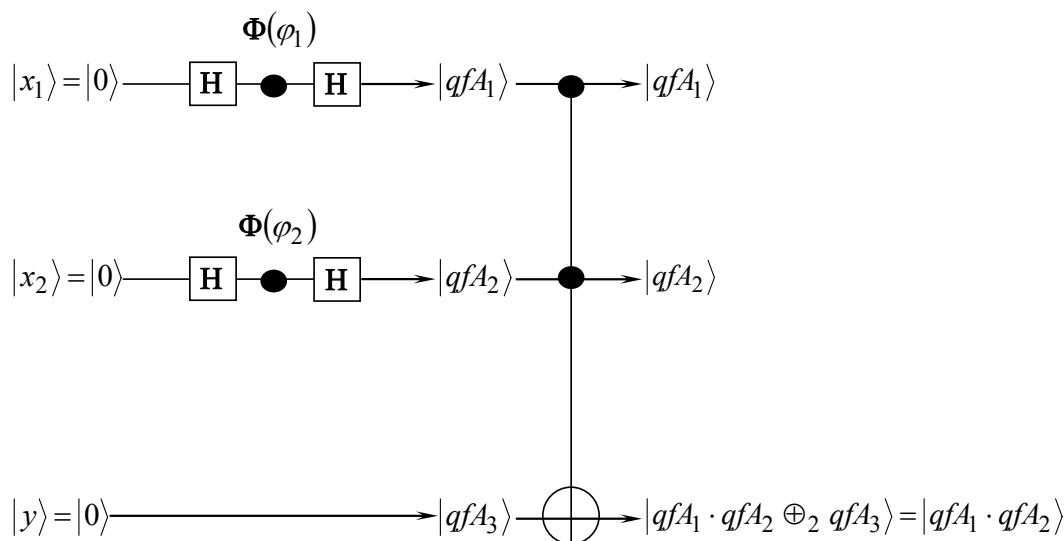 Φ(φ₁)
|x₁⟩=|0⟩ H H |qfA₁⟩ |qfA₁⟩
Φ(φ₂)
|x₂⟩=|0⟩ H H |qfA₂⟩ |qfA₂⟩
|y⟩=|0⟩ |qfA₃⟩ |qfA₁ · qfA₂ ⊕₂ qfA₃⟩=|qfA₁ · qfA₂⟩